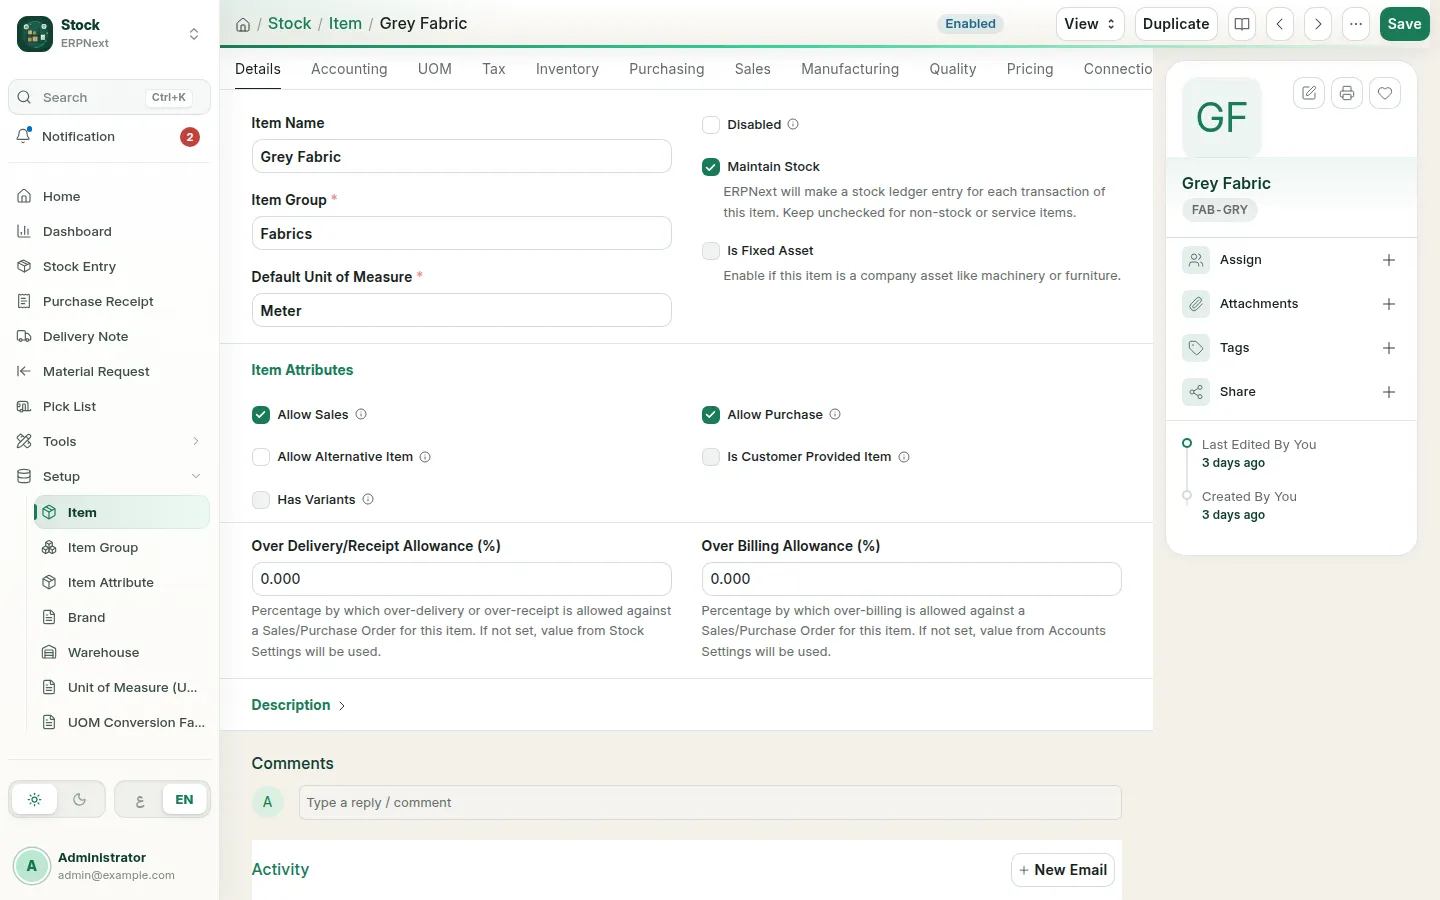 Stock
ERPNext
Search
Ctrl+K
Notification
2
Home
Dashboard
Stock Entry
Purchase Receipt
Delivery Note
Material Request
Pick List
Tools
Setup
Item
Item Group
Item Attribute
Brand
Warehouse
Unit of Measure (U...
UOM Conversion Fa...
ع
EN
A
Administrator
admin@example.com
/ Stock / Item / Grey Fabric
Enabled
View
Duplicate
Save
Details
Accounting
UOM
Tax
Inventory
Purchasing
Sales
Manufacturing
Quality
Pricing
Connectio
Item Name
Grey Fabric
Item Group *
Fabrics
Default Unit of Measure *
Meter
Disabled
Maintain Stock
ERPNext will make a stock ledger entry for each transaction of
this item. Keep unchecked for non-stock or service items.
Is Fixed Asset
Enable if this item is a company asset like machinery or furniture.
Item Attributes
Allow Sales
Allow Purchase
Allow Alternative Item
Is Customer Provided Item
Has Variants
Over Delivery/Receipt Allowance (%)
0.000
Percentage by which over-delivery or over-receipt is allowed against
a Sales/Purchase Order for this item. If not set, value from Stock
Settings will be used.
Over Billing Allowance (%)
0.000
Percentage by which over-billing is allowed against a
Sales/Purchase Order for this item. If not set, value from Accounts
Settings will be used.
Description
Comments
A
Type a reply / comment
Activity
+ New Email
GF
Grey Fabric
FAB-GRY
Assign
Attachments
Tags
Share
Last Edited By You
3 days ago
Created By You
3 days ago